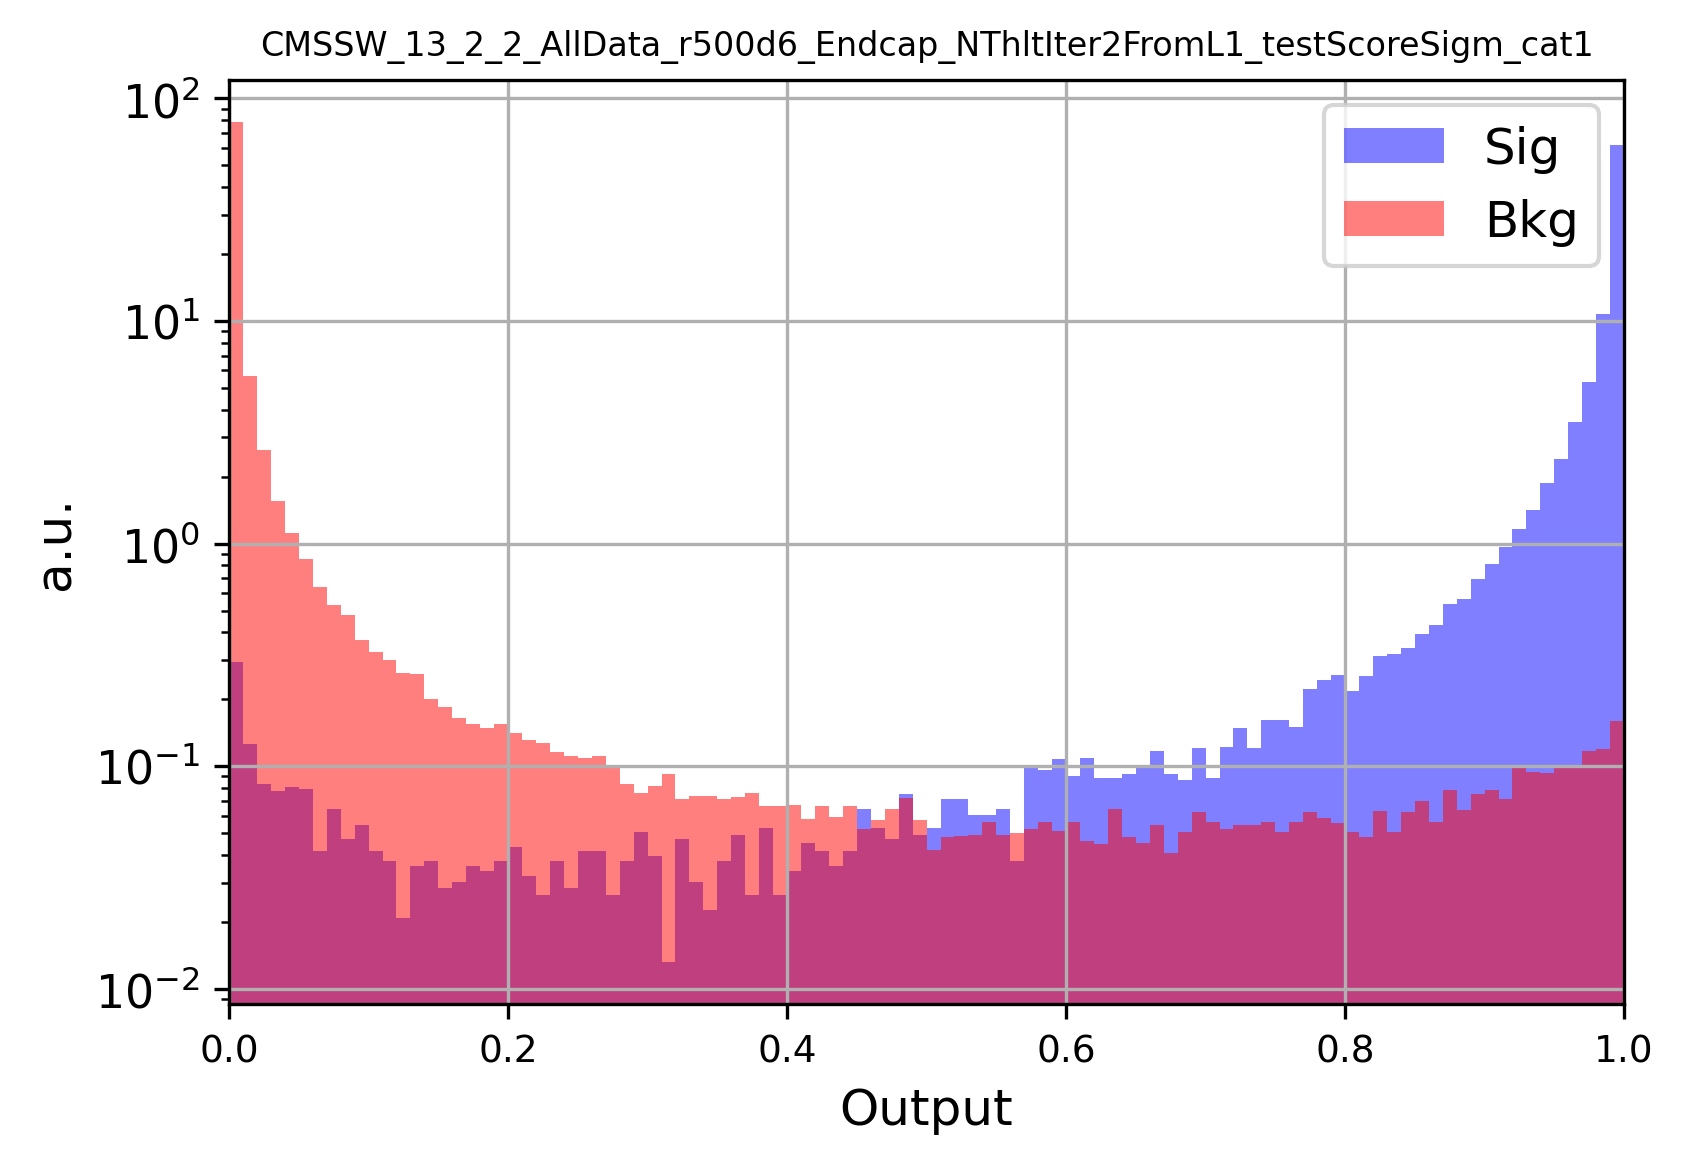 CMSSW_13_2_2_AllData_r500d6_Endcap_NThltIter2FromL1_testScoreSigm_cat1
Sig
Bkg
a.u.
10²
10¹
10⁰
10⁻¹
10⁻²
0.0 0.2 0.4 0.6 0.8 1.0
Output